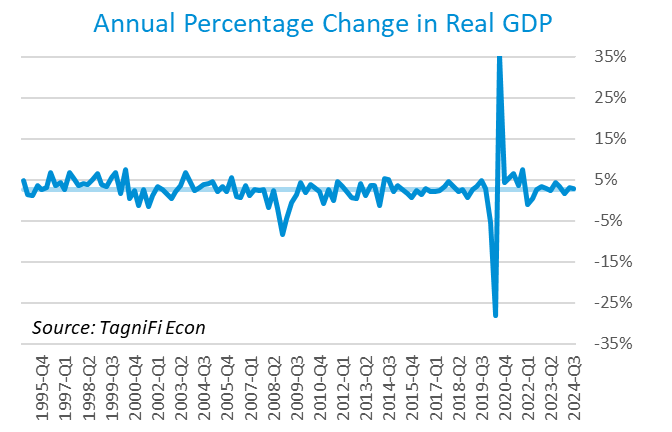 Annual Percentage Change in Real GDP
35%
25%
15%
5%
-5%
-15%
-25%
-35%
Source: TagniFi Econ
1995-Q4
1997-Q1
1998-Q2
1999-Q3
2000-Q4
2002-Q1
2003-Q2
2004-Q3
2005-Q4
2007-Q1
2008-Q2
2009-Q3
2010-Q4
2012-Q1
2013-Q2
2014-Q3
2015-Q4
2017-Q1
2018-Q2
2019-Q3
2020-Q4
2022-Q1
2023-Q2
2024-Q3